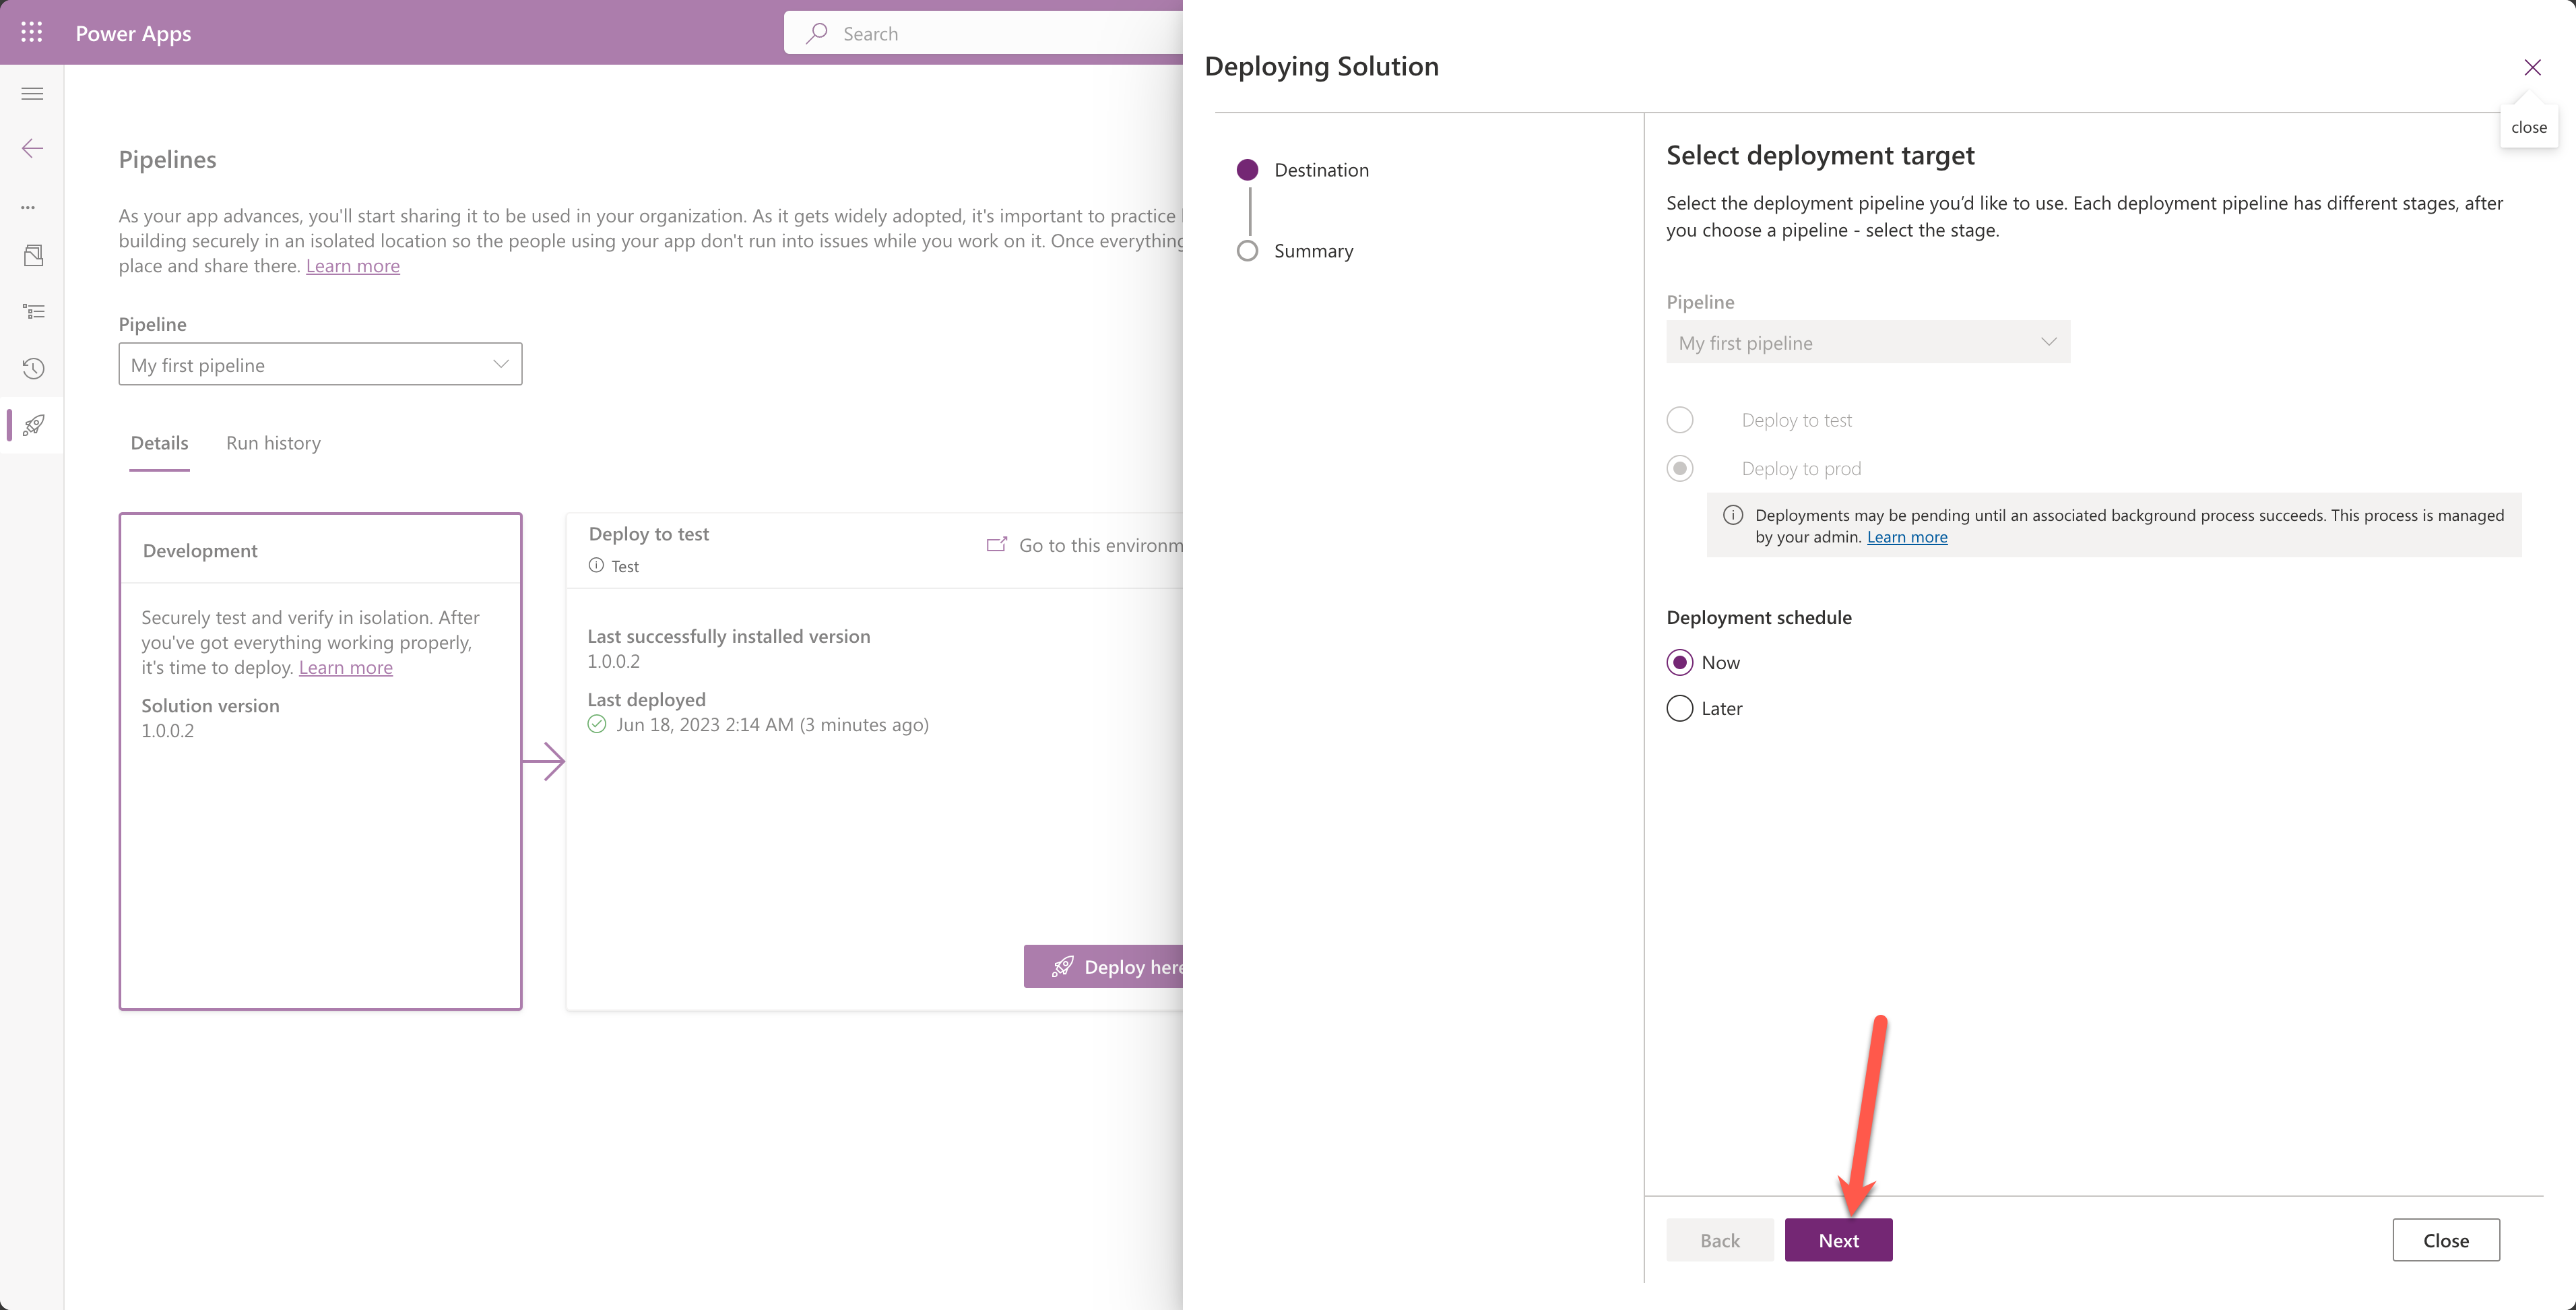 Power Apps
Search
Pipelines
As your app advances, you'll start sharing it to be used in your organization. As it gets widely adopted, it's important to practice
building securely in an isolated location so the people using your app don't run into issues while you work on it. Once everything
place and share there. Learn more
Pipeline
My first pipeline
Details
Run history
Development
Securely test and verify in isolation. After
you've got everything working properly,
it's time to deploy. Learn more
Solution version
1.0.0.2
Deploy to test
Test
Go to this environm
Last successfully installed version
1.0.0.2
Last deployed
Jun 18, 2023 2:14 AM (3 minutes ago)
Deploy here
Deploying Solution
close
Destination
Summary
Select deployment target
Select the deployment pipeline you’d like to use. Each deployment pipeline has different stages, after
you choose a pipeline - select the stage.
Pipeline
My first pipeline
Deploy to test
Deploy to prod
Deployments may be pending until an associated background process succeeds. This process is managed
by your admin. Learn more
Deployment schedule
Now
Later
Back
Next
Close